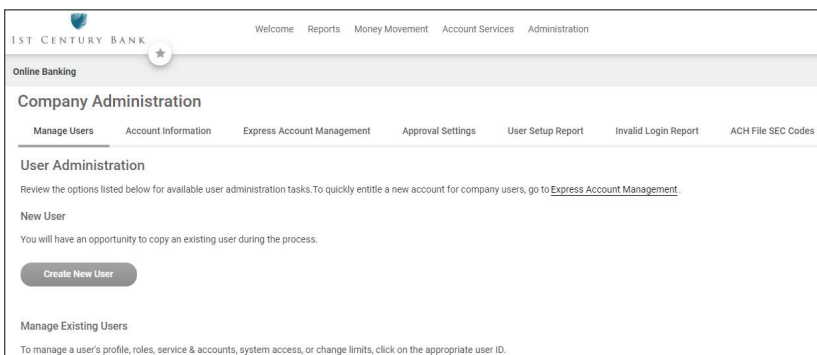 1ST CENTURY BANK
Welcome Reports Money Movement Account Services Administration
Online Banking
Company Administration
Manage Users Account Information Express Account Management Approval Settings User Setup Report Invalid Login Report ACH File SEC Codes
User Administration
Review the options listed below for available user administration tasks.To quickly entitle a new account for company users, go to Express Account Management .
New User
You will have an opportunity to copy an existing user during the process.
Create New User
Manage Existing Users
To manage a user's profile, roles, service & accounts, system access, or change limits, click on the appropriate user ID.